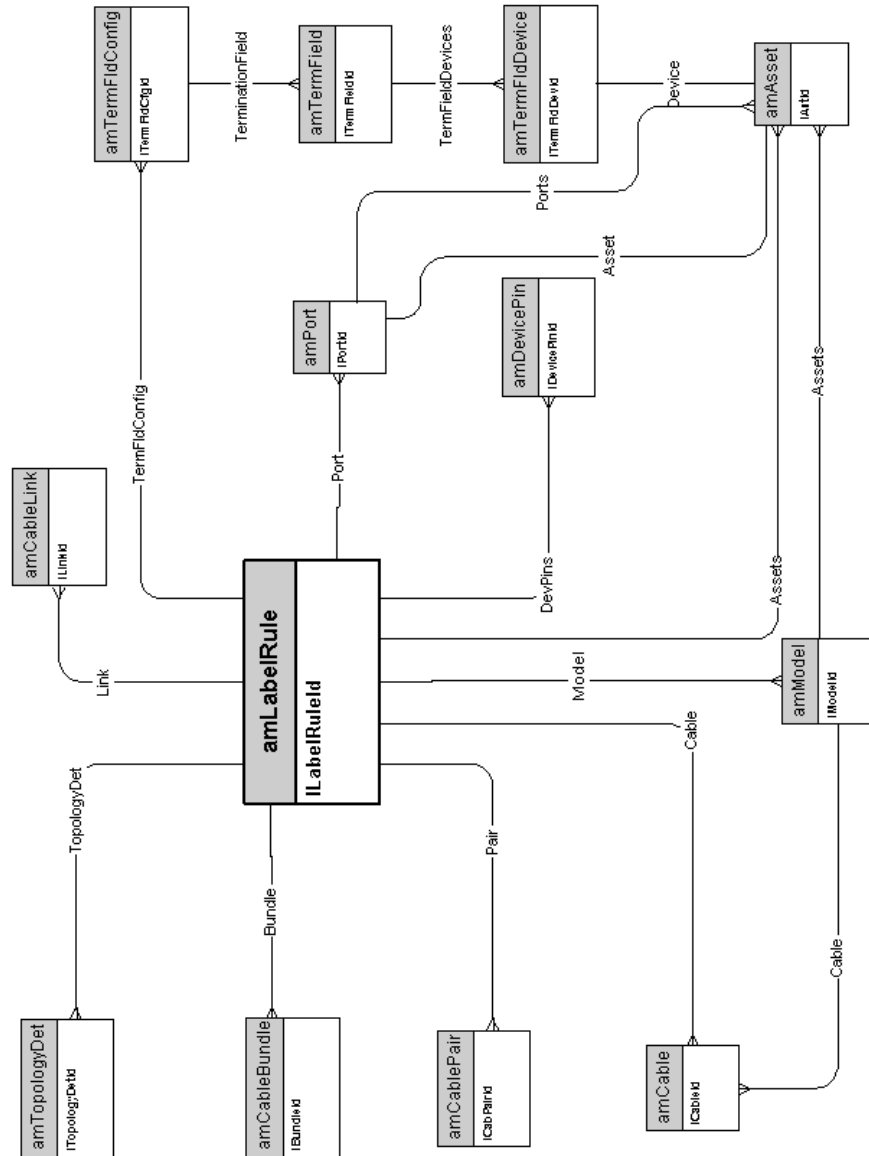 amTopologyDet
lTopologyDetId
TopologyDet
amCableLink
lLinkId
Link
amTermFldConfig
lTermFldCfgId
TermFldConfig
TerminationField
amTermField
lTermFieldId
TermFieldDevices
amTermFldDevice
lTermFldDevId
Device
amCableBundle
lBundleId
Bundle
amLabelRule
lLabelRuleId
Port
amPort
lPortId
Ports
Asset
amCablePair
lCabPairId
Pair
DevPins
amDevicePin
lDevicePinId
amCable
lCableId
Cable
Model
Assets
amAsset
lAstId
amModel
lModelId
Cable
Assets